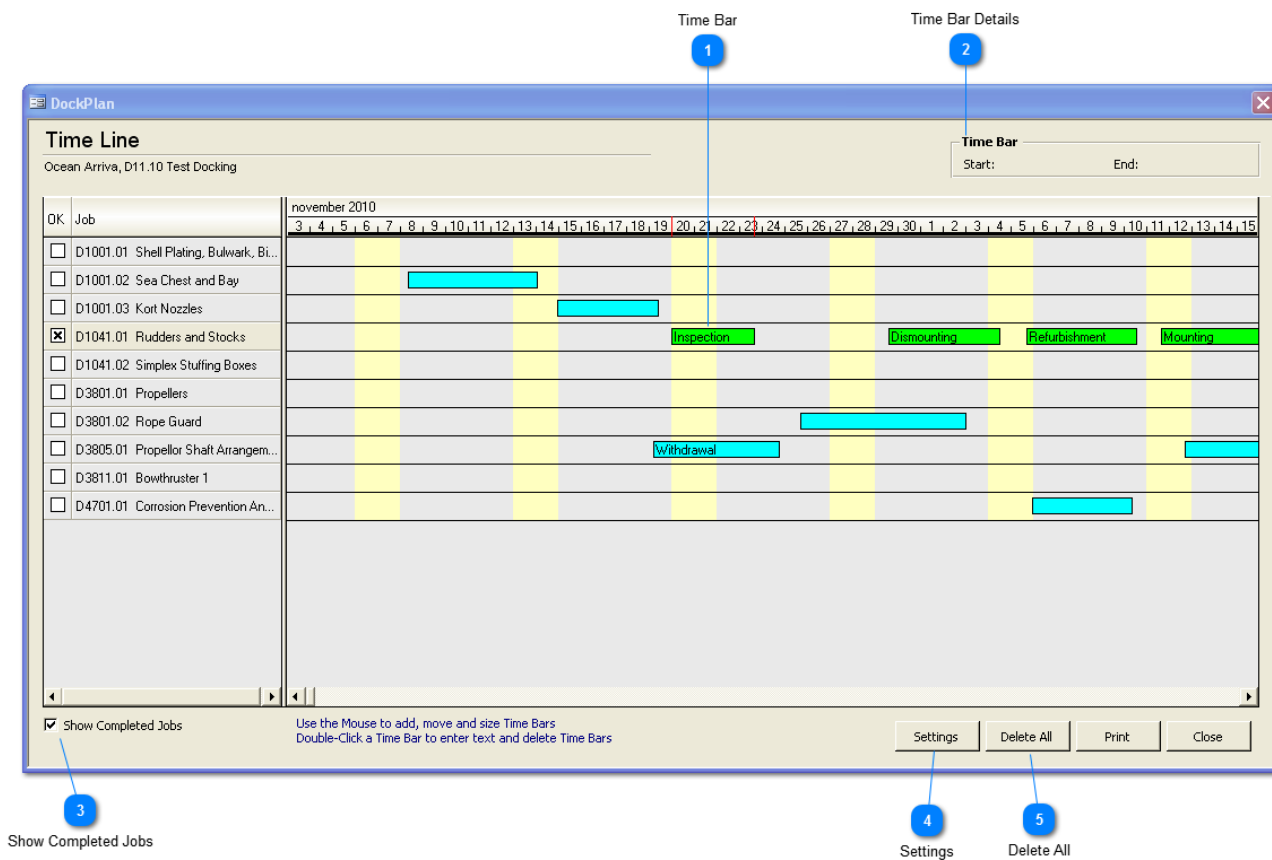 Time Bar
Time Bar Details
1
2
DockPlan
Time Line
Ocean Arriva, D11.10 Test Docking
Time Bar
Start: End:
OK Job
november 2010
3 4 5 6 7 8 9 10 11 12 13 14 15 16 17 18 19 20 21 22 23 24 25 26 27 28 29 30 1 2 3 4 5 6 7 8 9 10 11 12 13 14 15
D1001.01 Shell Plating, Bulwark, Bi...
D1001.02 Sea Chest and Bay
D1001.03 Kort Nozzles
D1041.01 Rudders and Stocks Inspection Dismounting Refurbishment Mounting
D1041.02 Simplex Stuffing Boxes
D3801.01 Propellers
D3801.02 Rope Guard
D3805.01 Propellor Shaft Arrangem... Withdrawal
D3811.01 Bowthruster 1
D4701.01 Corrosion Prevention An...
Show Completed Jobs
Use the Mouse to add, move and size Time Bars
Double-Click a Time Bar to enter text and delete Time Bars
Settings Delete All Print Close
3
4
5
Show Completed Jobs
Settings
Delete All